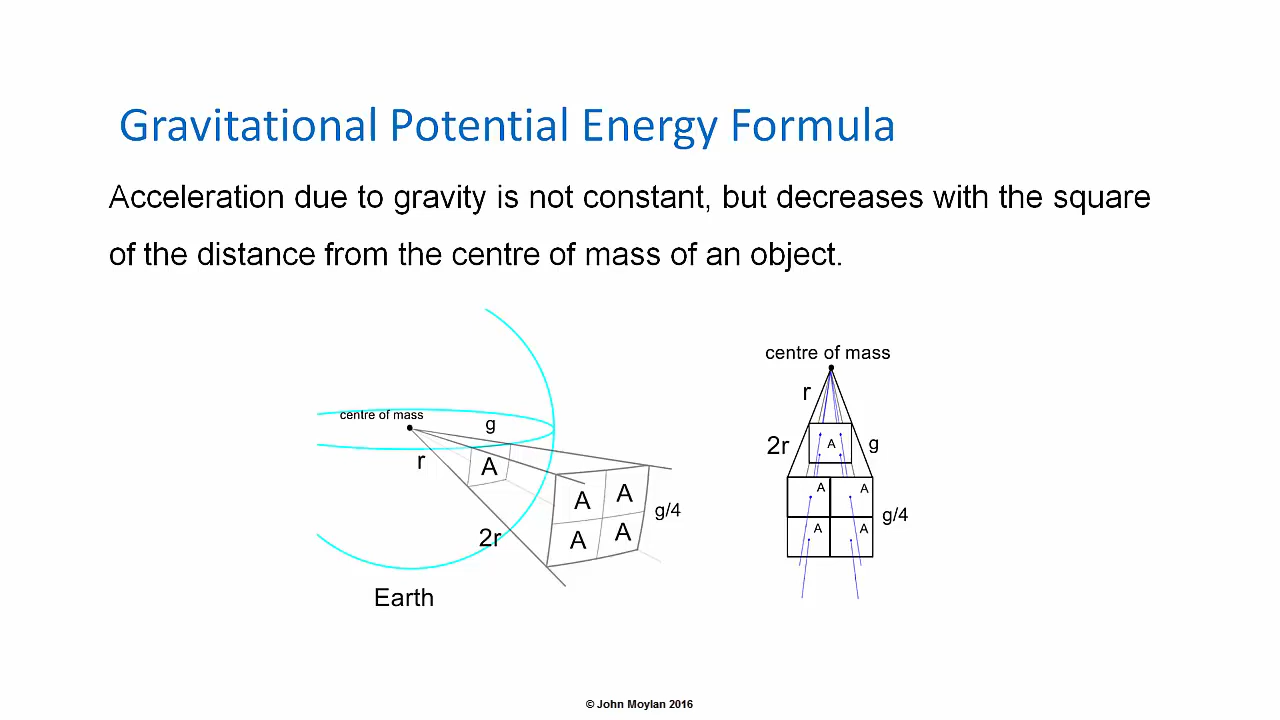 Gravitational Potential Energy Formula
Acceleration due to gravity is not constant, but decreases with the square
of the distance from the centre of mass of an object.
centre of mass
g
r
A
A A
A A
g/4
2r
Earth
centre of mass
r
2r
A
g
A A
A A
g/4
© John Moylan 2016